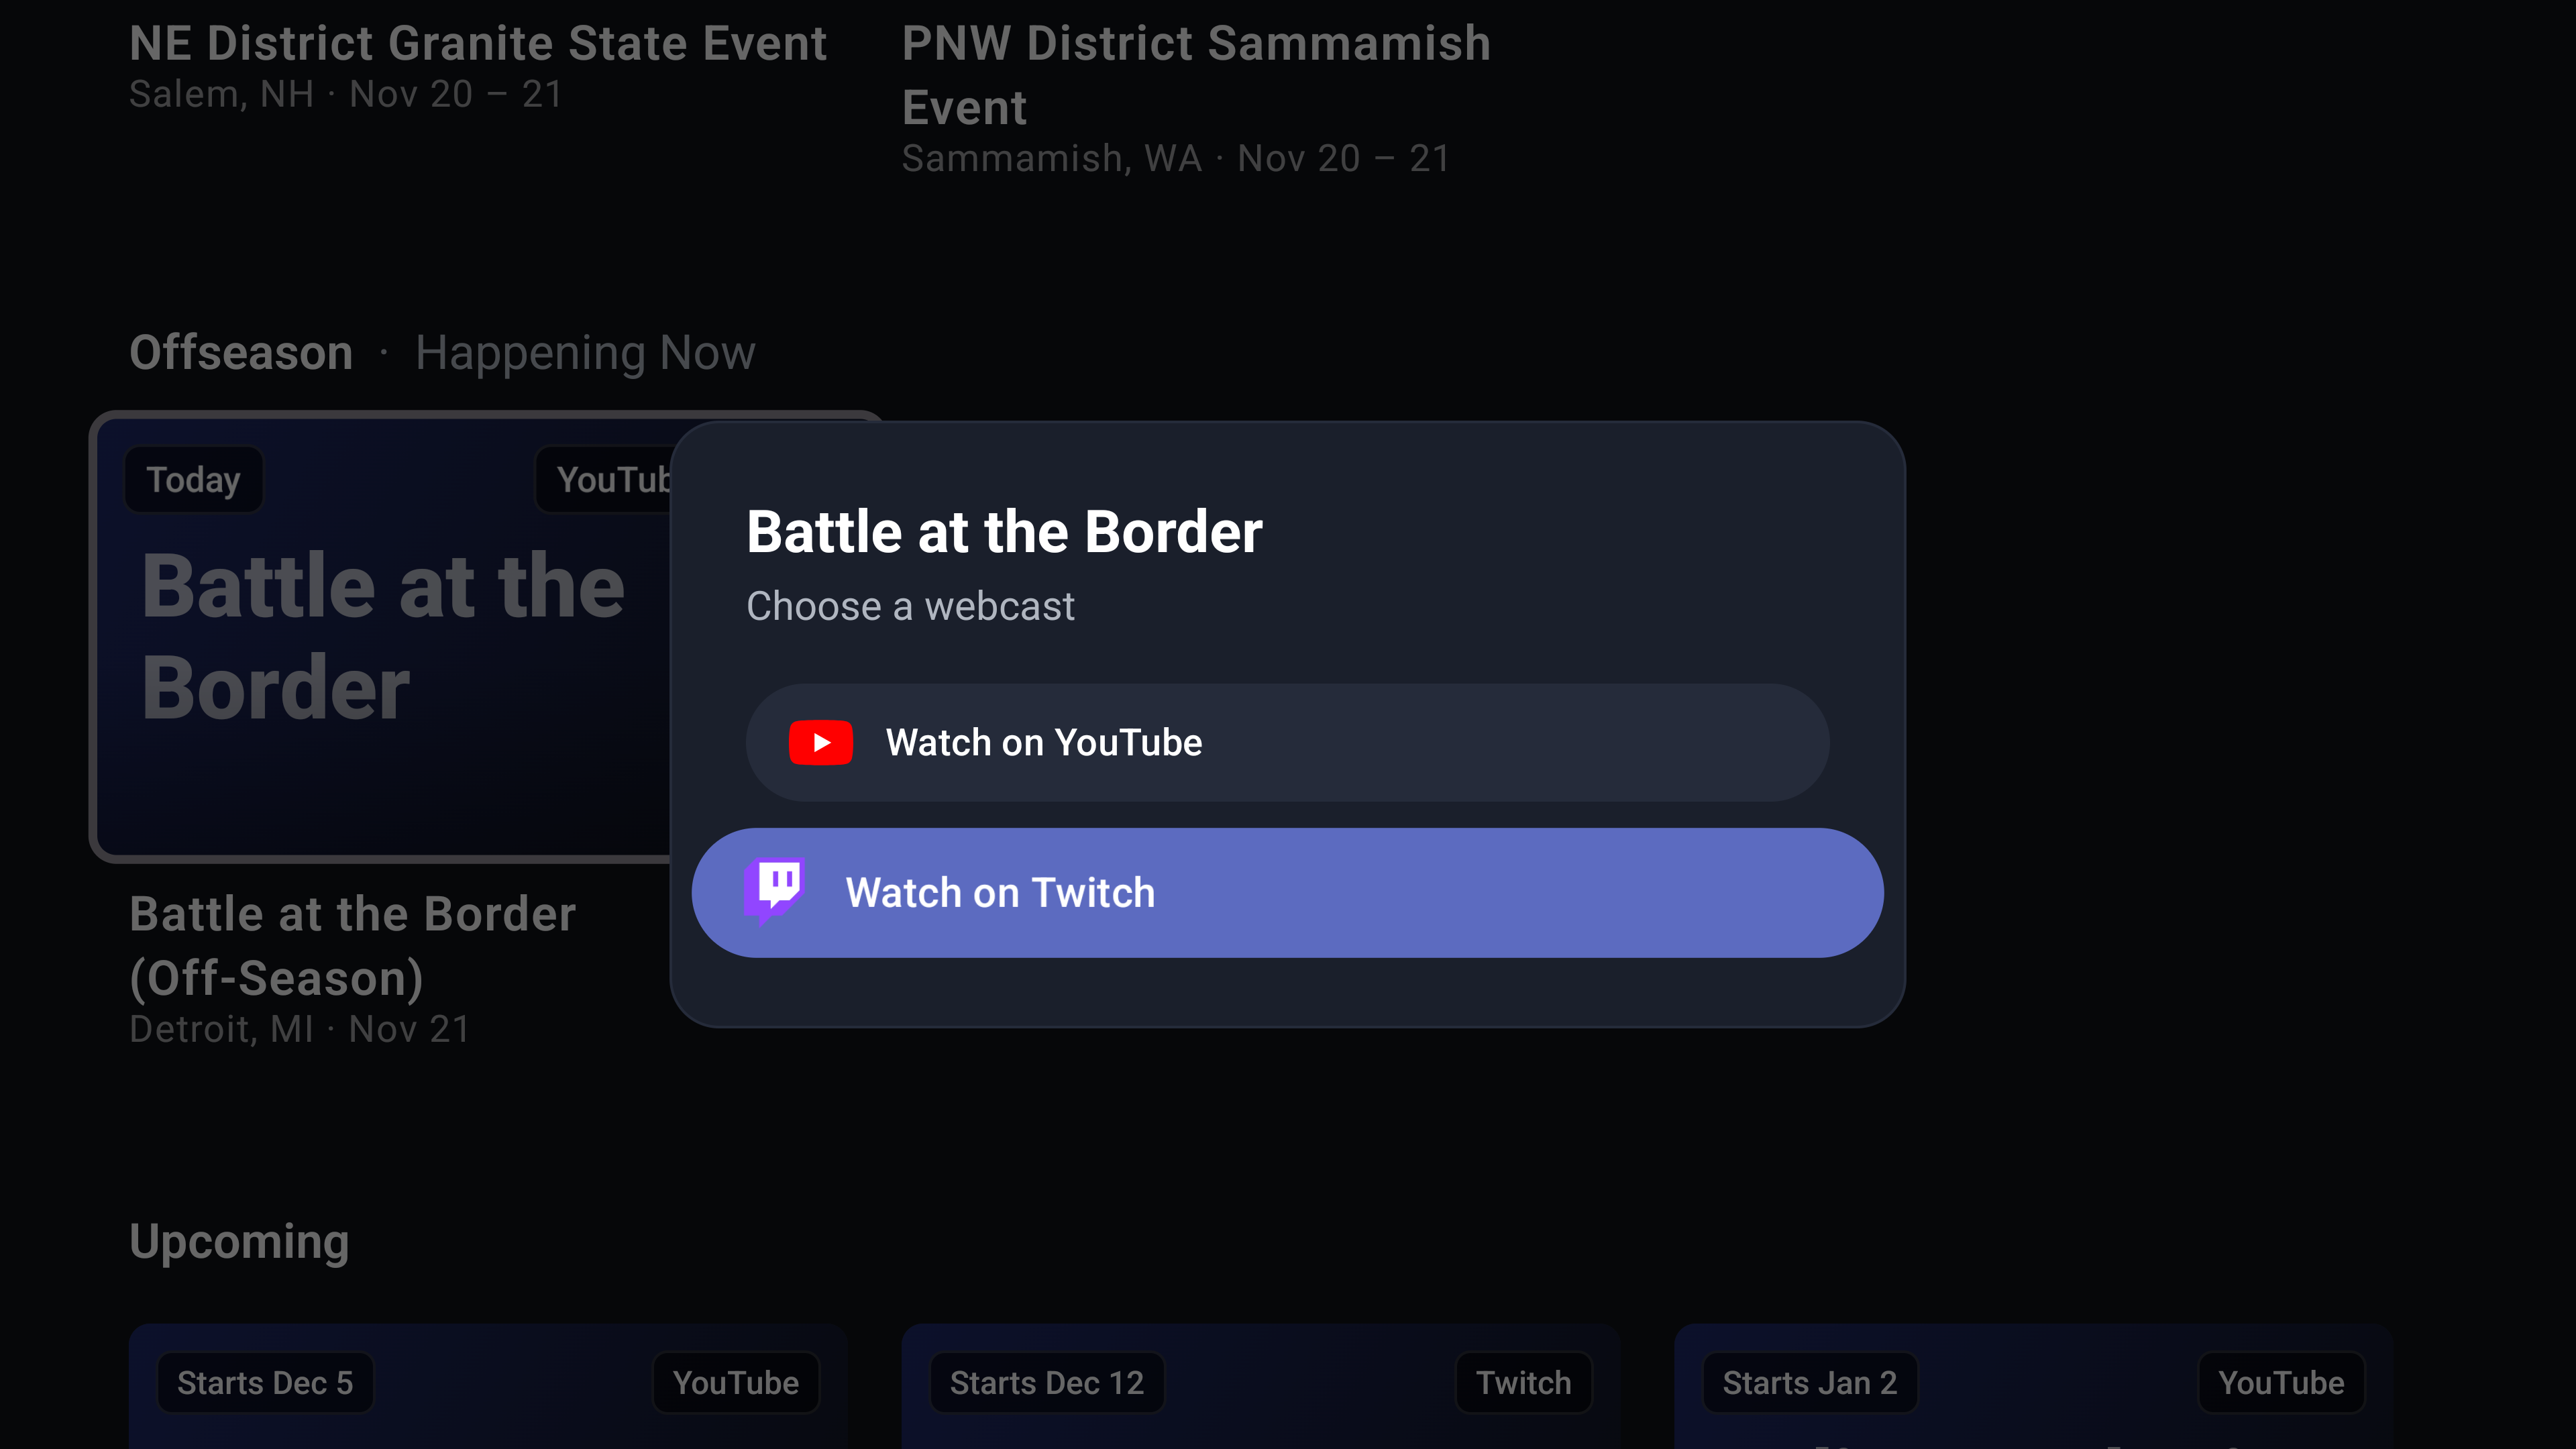 NE District Granite State Event
Salem, NH · Nov 20 – 21
PNW District Sammamish
Event
Sammamish, WA · Nov 20 – 21
Offseason · Happening Now
Today
Battle at the
Border
Battle at the Border
(Off-Season)
Detroit, MI · Nov 21
Battle at the Border
Choose a webcast
Watch on YouTube
Watch on Twitch
Upcoming
Starts Dec 5 YouTube
Starts Dec 12 Twitch
Starts Jan 2 YouTube